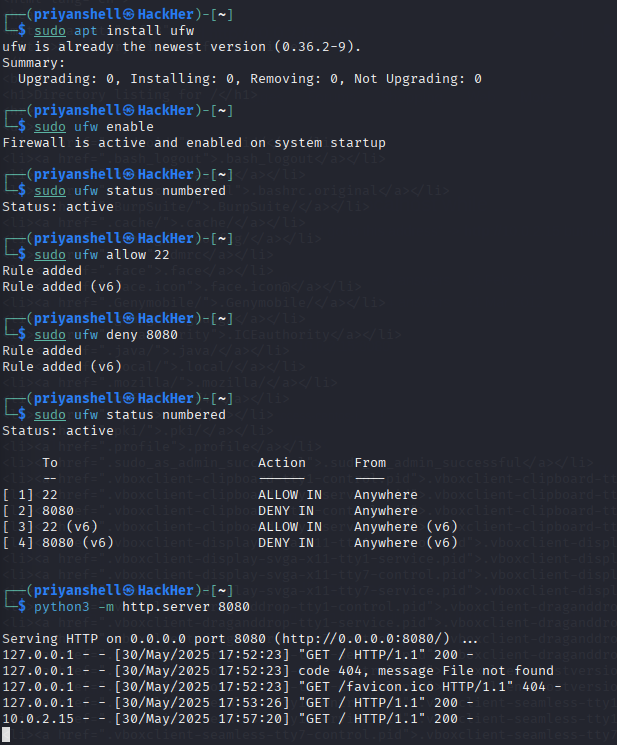 ┌──(priyanshell㉿HackHer)-[~]
└─$ sudo apt install ufw
ufw is already the newest version (0.36.2-9).
Summary:
  Upgrading: 0, Installing: 0, Removing: 0, Not Upgrading: 0
┌──(priyanshell㉿HackHer)-[~]
└─$ sudo ufw enable
Firewall is active and enabled on system startup
┌──(priyanshell㉿HackHer)-[~]
└─$ sudo ufw status numbered
Status: active
┌──(priyanshell㉿HackHer)-[~]
└─$ sudo ufw allow 22
Rule added
Rule added (v6)
┌──(priyanshell㉿HackHer)-[~]
└─$ sudo ufw deny 8080
Rule added
Rule added (v6)
┌──(priyanshell㉿HackHer)-[~]
└─$ sudo ufw status numbered
Status: active
     To                         Action      From
     --                         ------      ----
[ 1] 22                         ALLOW IN    Anywhere
[ 2] 8080                       DENY IN     Anywhere
[ 3] 22 (v6)                    ALLOW IN    Anywhere (v6)
[ 4] 8080 (v6)                  DENY IN     Anywhere (v6)
┌──(priyanshell㉿HackHer)-[~]
└─$ python3 -m http.server 8080
Serving HTTP on 0.0.0.0 port 8080 (http://0.0.0.0:8080/) ...
127.0.0.1 - - [30/May/2025 17:52:23] "GET / HTTP/1.1" 200 -
127.0.0.1 - - [30/May/2025 17:52:23] code 404, message File not found
127.0.0.1 - - [30/May/2025 17:52:23] "GET /favicon.ico HTTP/1.1" 404 -
127.0.0.1 - - [30/May/2025 17:53:26] "GET / HTTP/1.1" 200 -
10.0.2.15 - - [30/May/2025 17:57:20] "GET / HTTP/1.1" 200 -